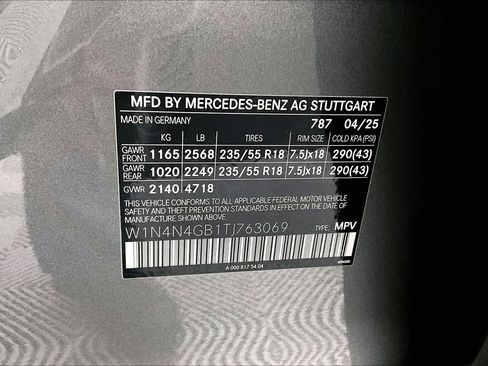 MFD BY MERCEDES-BENZ AG STUTTGART
MADE IN GERMANY 787 04/25
KG LB TIRES RIM SIZE COLD KPA(PSI)
GAWR FRONT 1165 2568 235/55 R18 7.5Jx18 290(43)
GAWR REAR 1020 2249 235/55 R18 7.5Jx18 290(43)
GVWR 2140 4718
THIS VEHICLE CONFORMS TO ALL APPLICABLE FEDERAL MOTOR VEHICLE
SAFETY, BUMPER, AND THEFT PREVENTION STANDARDS IN EFFECT ON THE
DATE OF MANUFACTURE SHOWN ABOVE.
W1N4N4GB1TJ763069 TYPE: MPV
A 000 817 54 04